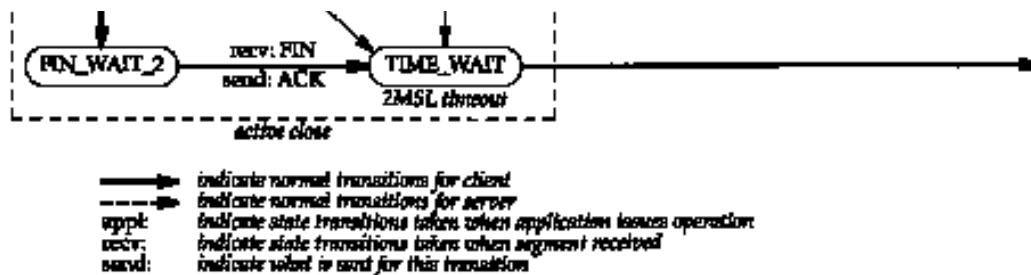 recv: FIN
FIN_WAIT_2
TIME_WAIT
send: ACK
2MSL timeout
active close
indicate normal transitions for client
indicate normal transitions for server
appl: indicate state transitions taken when application issues operation
recv: indicate state transitions taken when segment received
send: indicate what is sent for this transition